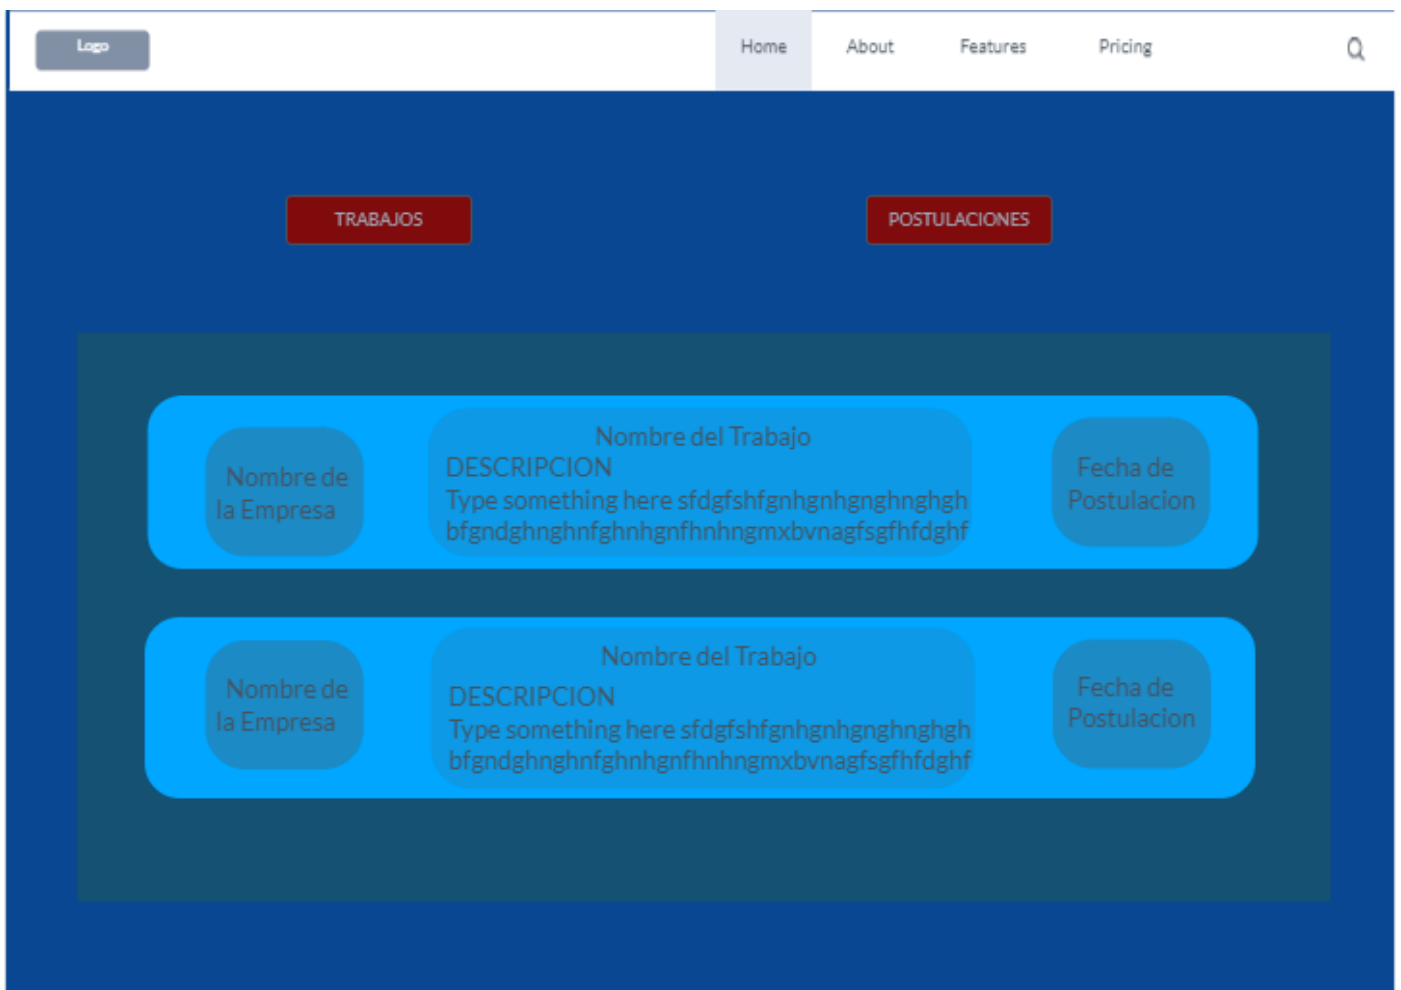 Logo
Home About Features Pricing
TRABAJOS
POSTULACIONES
Nombre de
la Empresa
Nombre del Trabajo
DESCRIPCION
Type something here sfdgfshfgnhgnhgnghnghgh
bfgndghnghnfghnhgnfhnhngmxbvnagfsgfhfdghf
Fecha de
Postulacion
Nombre de
la Empresa
Nombre del Trabajo
DESCRIPCION
Type something here sfdgfshfgnhgnhgnghnghgh
bfgndghnghnfghnhgnfhnhngmxbvnagfsgfhfdghf
Fecha de
Postulacion